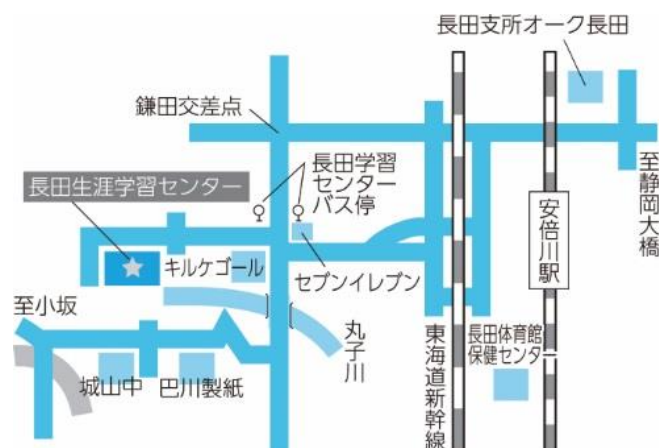 長田支所オーク長田
鎌田交差点
長田学習
センター
バス停
長田生涯学習センター
至静岡大橋
安倍川駅
キルケゴール
セブンイレブン
至小坂
丸子川
東海道新幹線
長田体育館
保健センター
城山中
巴川製紙